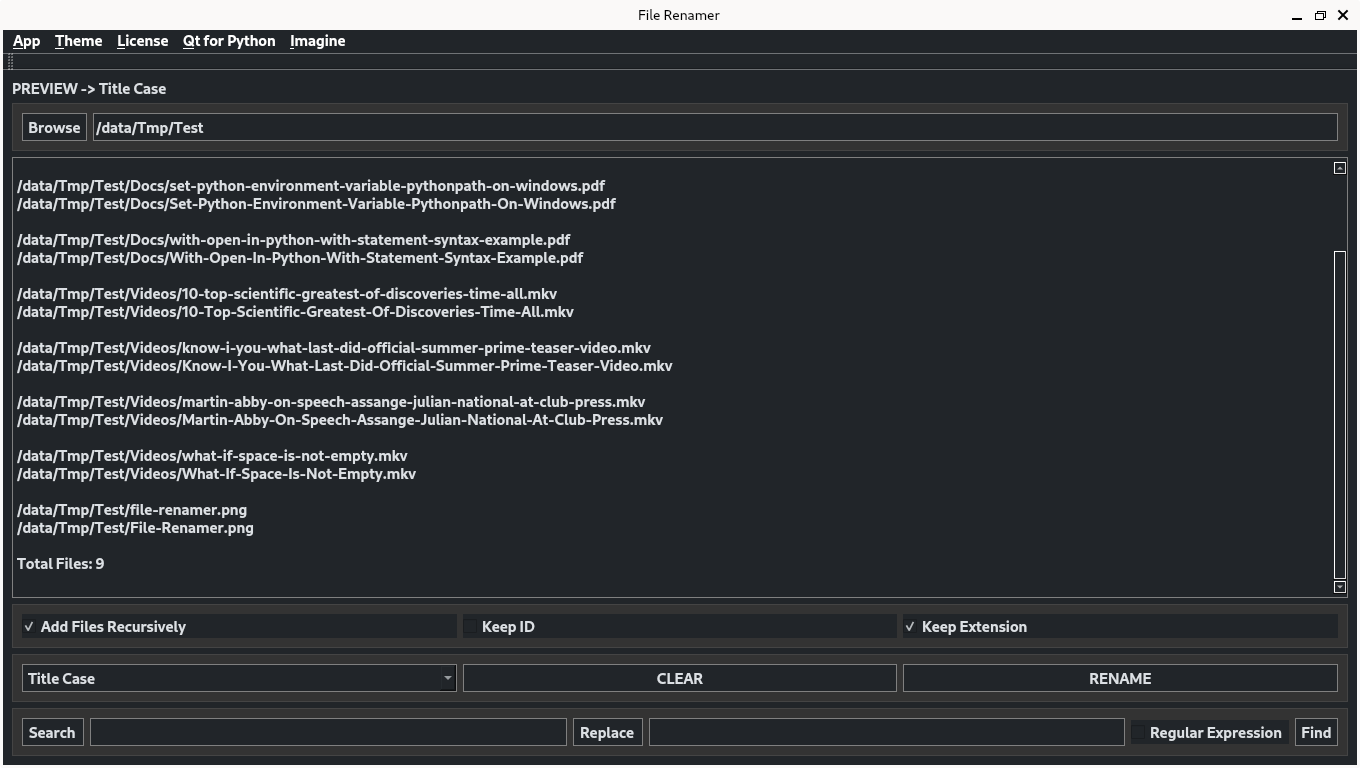 File Renamer
App Theme License Qt for Python Imagine
PREVIEW -> Title Case
Browse /data/Tmp/Test
/data/Tmp/Test/Docs/set-python-environment-variable-pythonpath-on-windows.pdf
/data/Tmp/Test/Docs/Set-Python-Environment-Variable-Pythonpath-On-Windows.pdf
/data/Tmp/Test/Docs/with-open-in-python-with-statement-syntax-example.pdf
/data/Tmp/Test/Docs/With-Open-In-Python-With-Statement-Syntax-Example.pdf
/data/Tmp/Test/Videos/10-top-scientific-greatest-of-discoveries-time-all.mkv
/data/Tmp/Test/Videos/10-Top-Scientific-Greatest-Of-Discoveries-Time-All.mkv
/data/Tmp/Test/Videos/know-i-you-what-last-did-official-summer-prime-teaser-video.mkv
/data/Tmp/Test/Videos/Know-I-You-What-Last-Did-Official-Summer-Prime-Teaser-Video.mkv
/data/Tmp/Test/Videos/martin-abby-on-speech-assange-julian-national-at-club-press.mkv
/data/Tmp/Test/Videos/Martin-Abby-On-Speech-Assange-Julian-National-At-Club-Press.mkv
/data/Tmp/Test/Videos/what-if-space-is-not-empty.mkv
/data/Tmp/Test/Videos/What-If-Space-Is-Not-Empty.mkv
/data/Tmp/Test/file-renamer.png
/data/Tmp/Test/File-Renamer.png
Total Files: 9
Add Files Recursively Keep ID Keep Extension
Title Case CLEAR RENAME
Search Replace Regular Expression Find